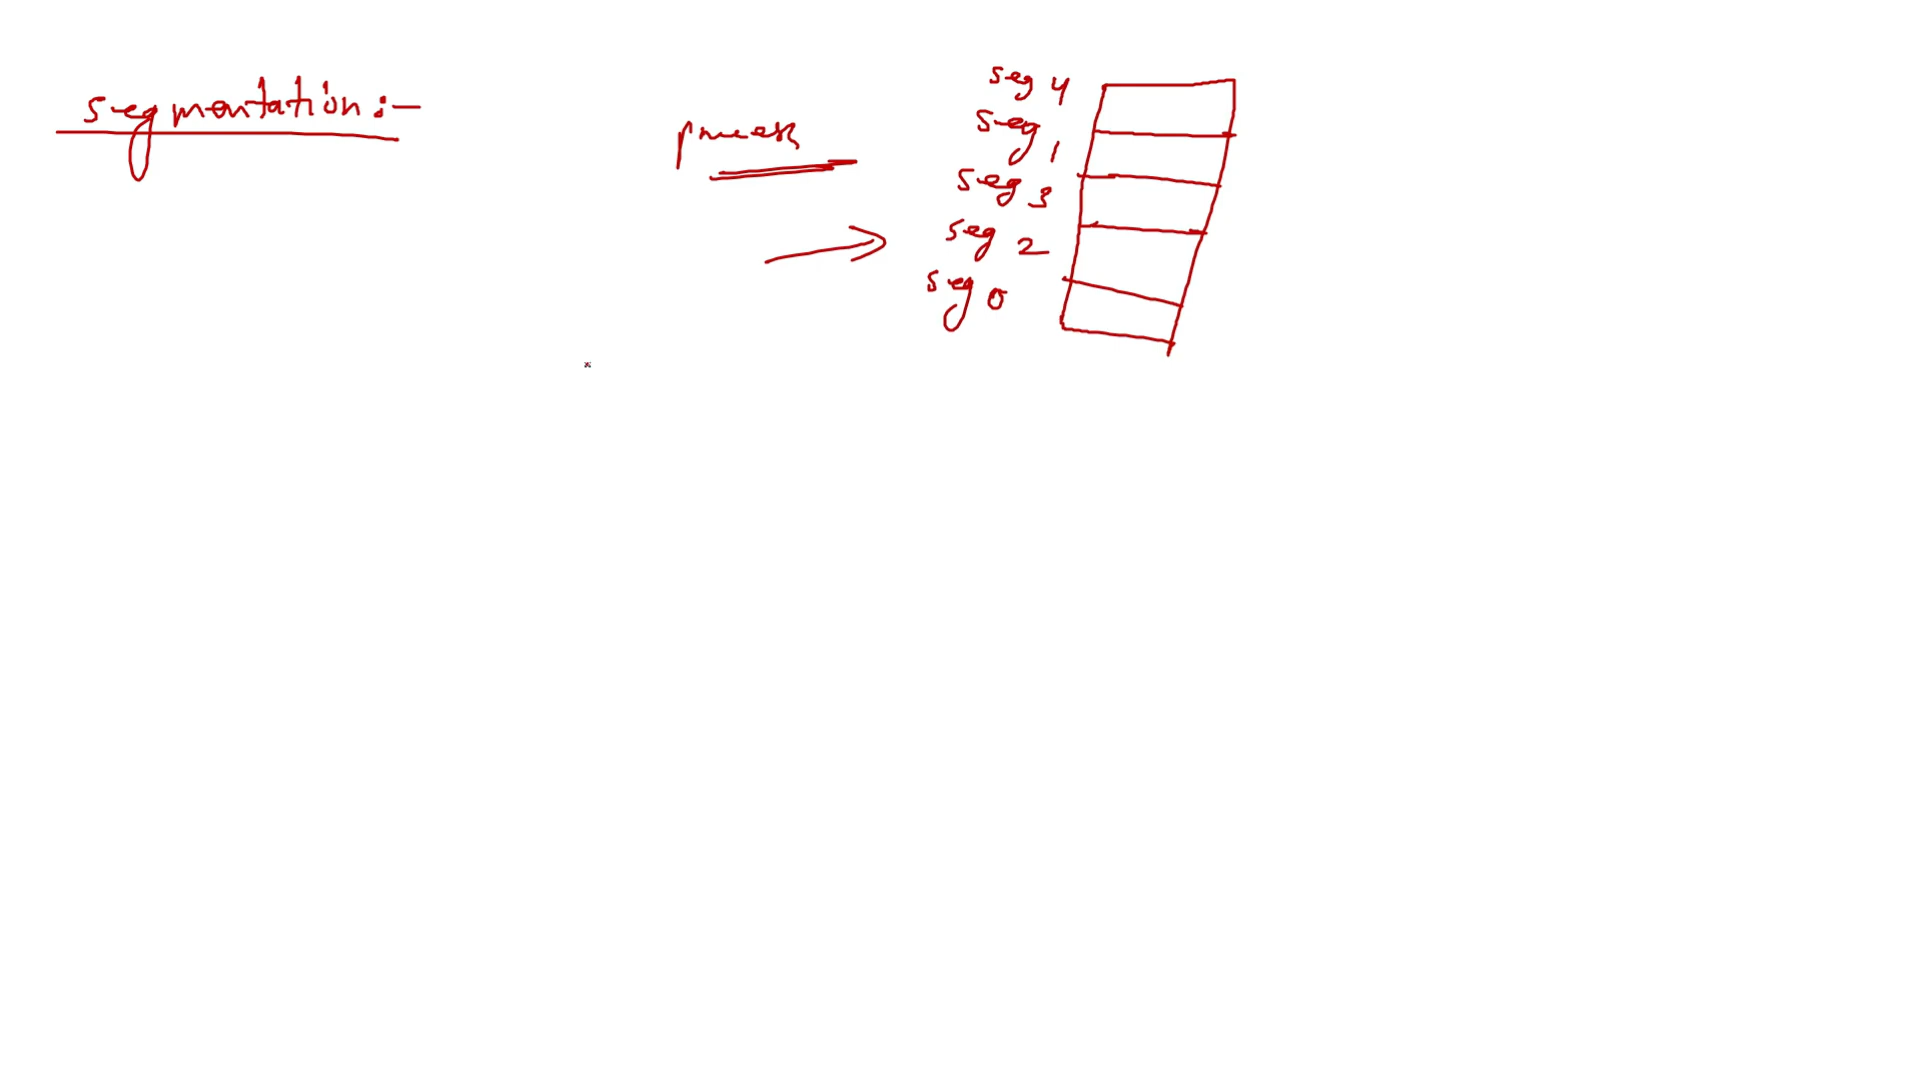 segmentation :-
process
seg 4
seg 1
seg 3
seg 2
seg 0